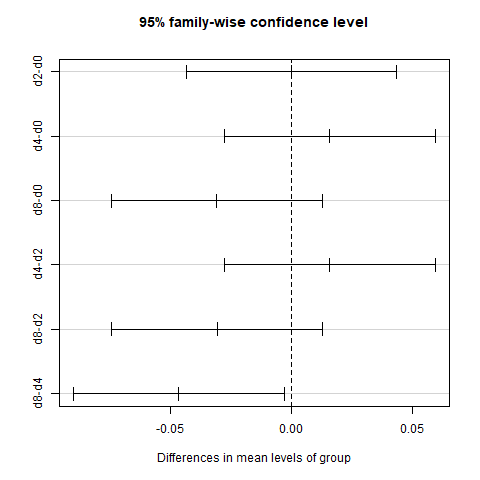 95% family-wise confidence level
d2-d0
d4-d0
d8-d0
d4-d2
d8-d2
d8-d4
-0.05 0.00 0.05
Differences in mean levels of group